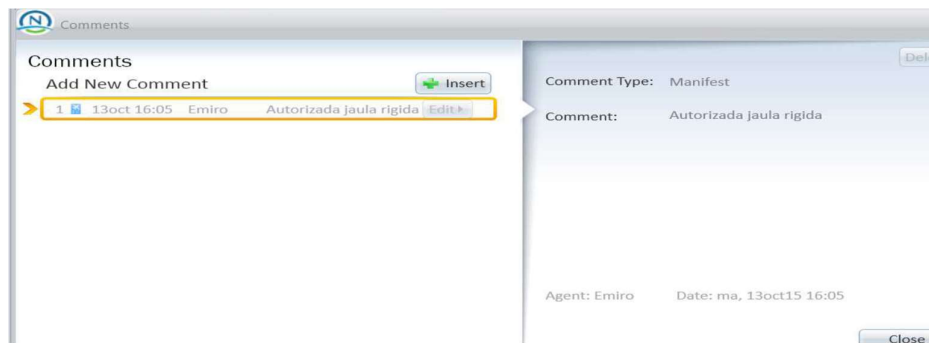 N
Comments
Comments
Add New Comment
Insert
1 13oct 16:05 Emiro Autorizada jaula rigida Edit
Del
Comment Type: Manifest
Comment: Autorizada jaula rigida
Agent: Emiro Date: ma, 13oct15 16:05
Close